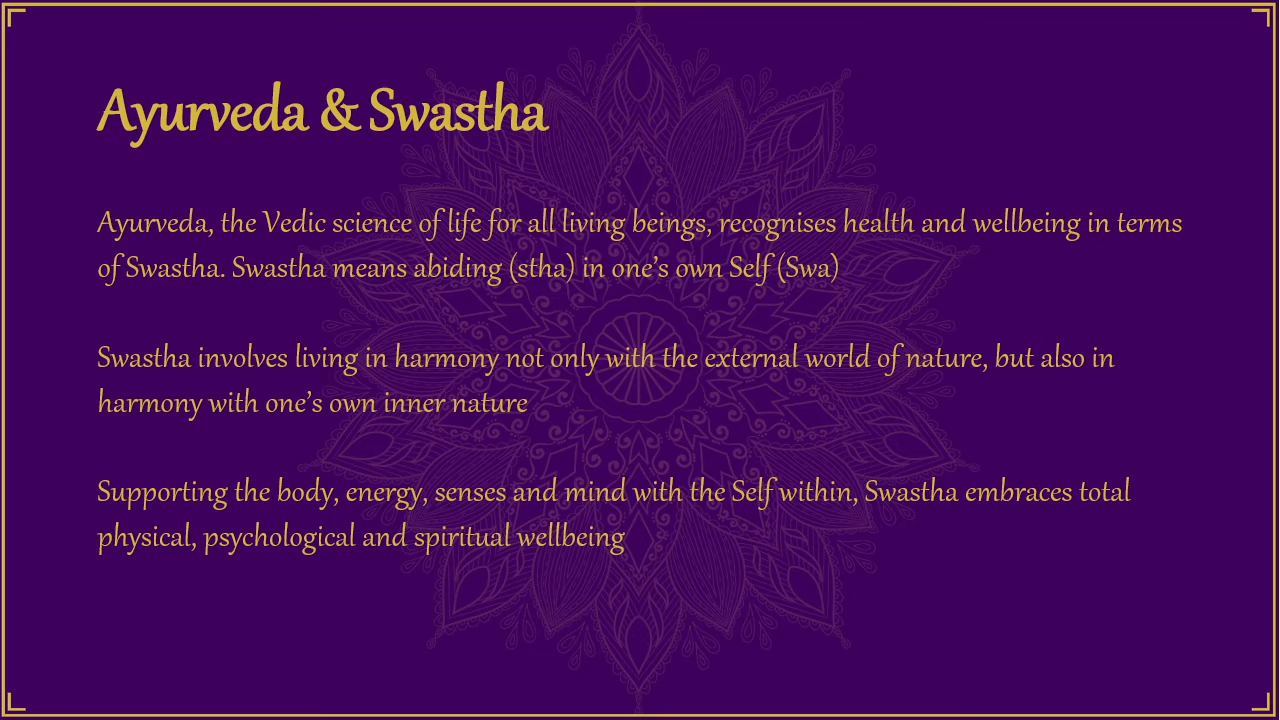 Ayurveda & Swastha
Ayurveda, the Vedic science of life for all living beings, recognises health and wellbeing in terms
of Swastha. Swastha means abiding (stha) in one’s own Self (Swa)
Swastha involves living in harmony not only with the external world of nature, but also in
harmony with one’s own inner nature
Supporting the body, energy, senses and mind with the Self within, Swastha embraces total
physical, psychological and spiritual wellbeing